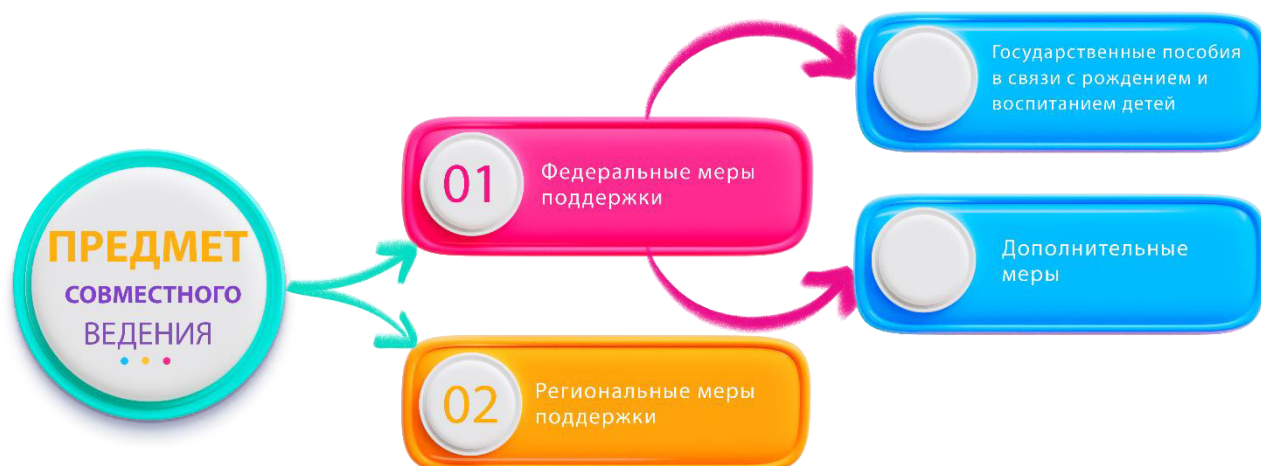 ПРЕДМЕТ
СОВМЕСТНОГО
ВЕДЕНИЯ
01
Федеральные меры
поддержки
02
Региональные меры
поддержки
Государственные пособия
в связи с рождением и
воспитанием детей
Дополнительные
меры